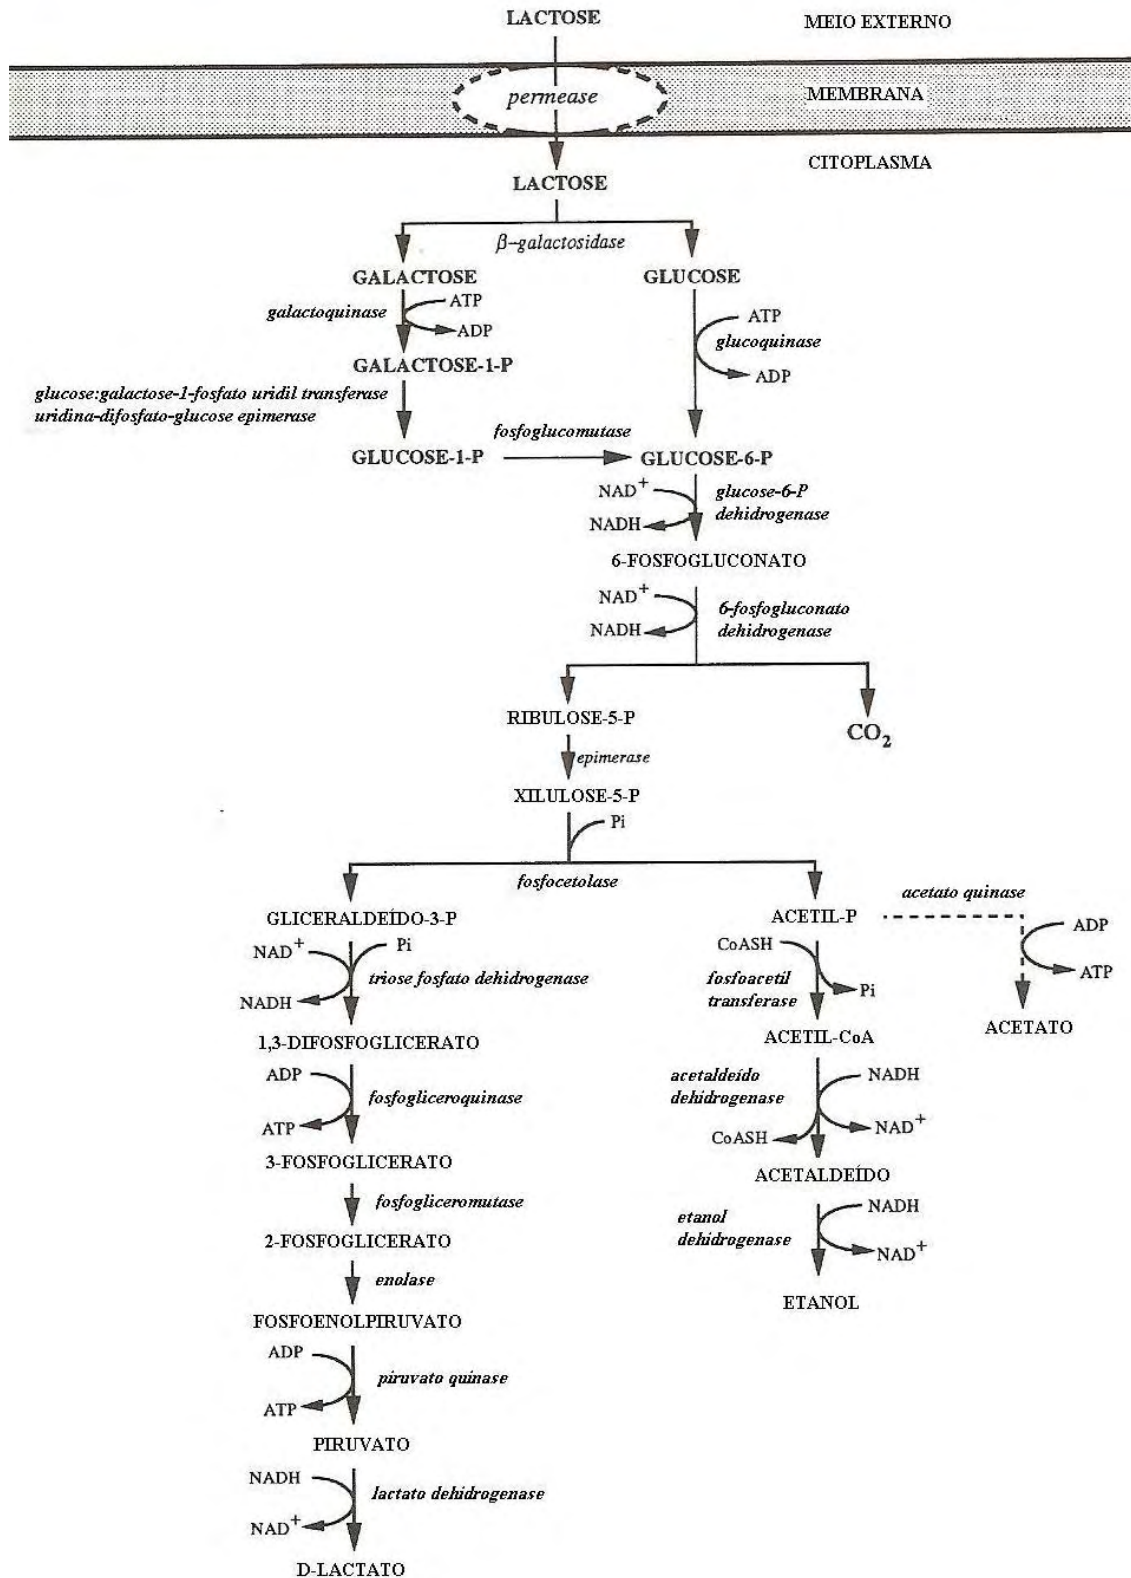 LACTOSE
MEIO EXTERNO
permease
MEMBRANA
CITOPLASMA
LACTOSE
β-galactosidase
GALACTOSE
GLUCOSE
galactoquinase
ATP
ADP
ATP
glucoquinase
ADP
GALACTOSE-1-P
glucose:galactose-1-fosfato uridil transferase
uridina-difosfato-glucose epimerase
fosfoglucomutase
GLUCOSE-1-P
GLUCOSE-6-P
NAD+
NADH
glucose-6-P
dehidrogenase
6-FOSFOGLUCONATO
NAD+
NADH
6-fosfogluconato
dehidrogenase
RIBULOSE-5-P
CO2
epimerase
XILULOSE-5-P
Pi
fosfocetolase
GLICERALDEÍDO-3-P
ACETIL-P
acetato quinase
ADP
ATP
ACETATO
NAD+
Pi
NADH
triose fosfato dehidrogenase
CoASH
fosfoacetil
transferase
Pi
1,3-DIFOSFOGLICERATO
ACETIL-CoA
ADP
ATP
fosfogliceroquinase
acetaldeído
dehidrogenase
NADH
NAD+
CoASH
3-FOSFOGLICERATO
ACETALDEÍDO
fosfogliceromutase
etanol
dehidrogenase
NADH
NAD+
2-FOSFOGLICERATO
enolase
ETANOL
FOSFOENOLPIRUVATO
ADP
ATP
piruvato quinase
PIRUVATO
NADH
NAD+
lactato dehidrogenase
D-LACTATO